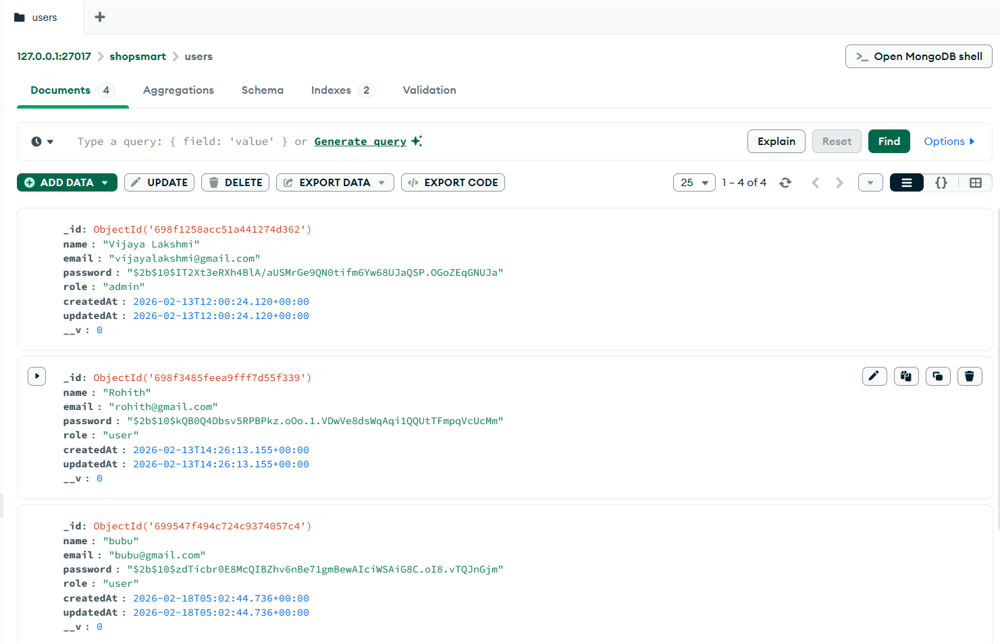 users
127.0.0.1:27017 shopsmart users
Open MongoDB shell
Documents 4 Aggregations Schema Indexes 2 Validation
Type a query: { field: 'value' } or Generate query
Explain Reset Find Options
ADD DATA UPDATE DELETE EXPORT DATA EXPORT CODE
25 1 – 4 of 4
_id: ObjectId('698f1258acc51a441274d362')
name : "Vijaya Lakshmi"
email : "vijayalakshmi@gmail.com"
password : "$2b$10$IT2Xt3eRXh4BlA/aUSMrGe9QN0tifm6Yw68UJaQSP.OGoZEqGNUJa"
role : "admin"
createdAt : 2026-02-13T12:00:24.120+00:00
updatedAt : 2026-02-13T12:00:24.120+00:00
__v : 0
_id: ObjectId('698f3485feea9fff7d55f339')
name : "Rohith"
email : "rohith@gmail.com"
password : "$2b$10$kQB0Q4Dbsv5RPBPkz.oOo.1.VDwVe8dsWqAqi1QQUtTFmpqVcUcMm"
role : "user"
createdAt : 2026-02-13T14:26:13.155+00:00
updatedAt : 2026-02-13T14:26:13.155+00:00
__v : 0
_id: ObjectId('699547f494c724c9374057c4')
name : "bubu"
email : "bubu@gmail.com"
password : "$2b$10$zdTicbr0E8McQIBZhv6nBe71gmBewAIciWSAiG8C.oI8.vTQJnGjm"
role : "user"
createdAt : 2026-02-18T05:02:44.736+00:00
updatedAt : 2026-02-18T05:02:44.736+00:00
__v : 0